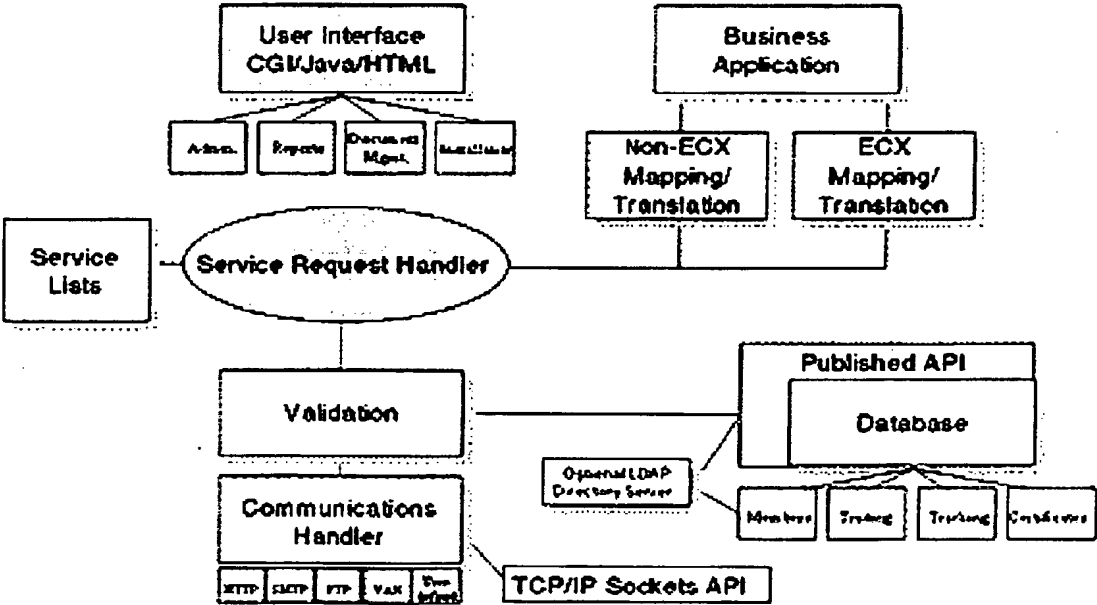 User Interface
CGI/Java/HTML
Business
Application
Admin.
Reports
Document
Mgmt.
Non-ECX
Mapping/
Translation
ECX
Mapping/
Translation
Service
Lists
Service Request Handler
Published API
Validation
Database
Optional LDAP
Directory Server
Communications
Handler
Members
Trading
Tracking
Certificates
HTTP
SMTP
FTP
VAN
TCP/IP Sockets API